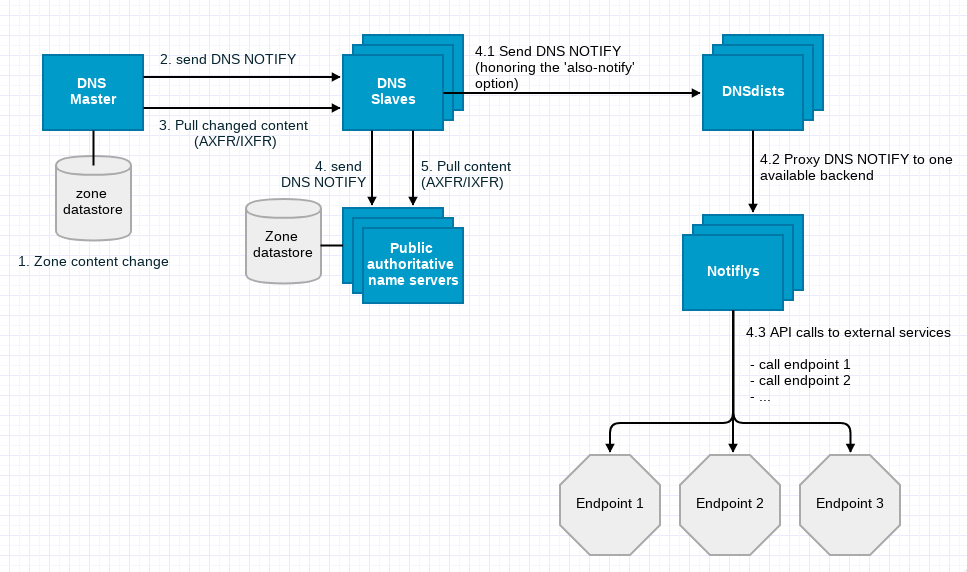 DNS
Master
2. send DNS NOTIFY
3. Pull changed content
(AXFR/IXFR)
zone
datastore
1. Zone content change
DNS
Slaves
4.1 Send DNS NOTIFY
(honoring the 'also-notify'
option)
DNSdists
4. send
DNS NOTIFY
5. Pull content
(AXFR/IXFR)
Zone
datastore
Public
authoritative
name servers
4.2 Proxy DNS NOTIFY to one
available backend
Notiflys
4.3 API calls to external services
- call endpoint 1
- call endpoint 2
- ...
Endpoint 1
Endpoint 2
Endpoint 3